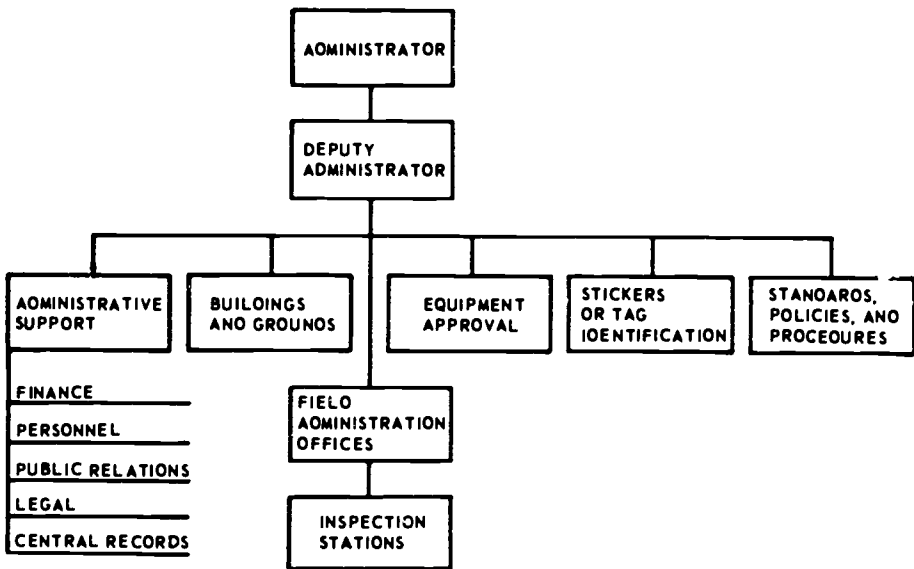 ADMINISTRATOR
DEPUTY
ADMINISTRATOR
ADMINISTRATIVE
SUPPORT
BUILDINGS
AND GROUNDS
EQUIPMENT
APPROVAL
STICKERS
OR TAG
IDENTIFICATION
STANDARDS,
POLICIES, AND
PROCEDURES
FINANCE
PERSONNEL
PUBLIC RELATIONS
LEGAL
CENTRAL RECORDS
FIELD
ADMINISTRATION
OFFICES
INSPECTION
STATIONS